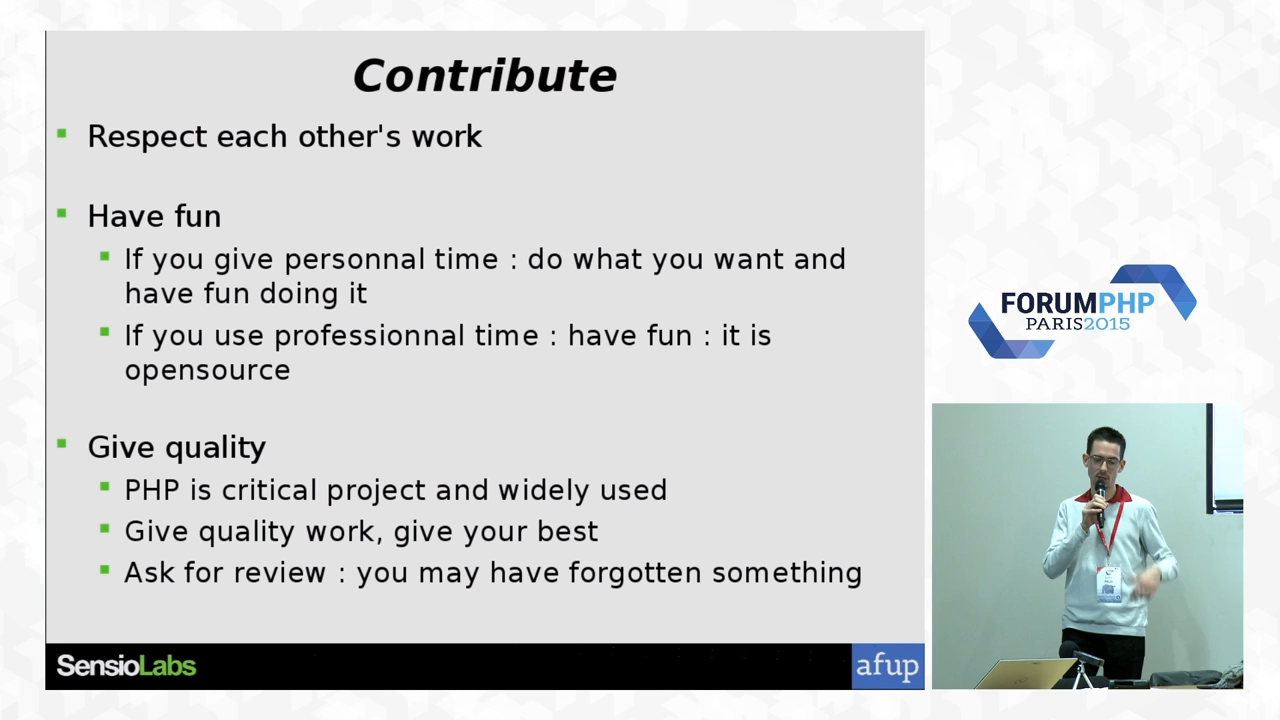 Contribute
Respect each other's work
Have fun
If you give personnal time : do what you want and
have fun doing it
If you use professionnal time : have fun : it is
opensource
Give quality
PHP is critical project and widely used
Give quality work, give your best
Ask for review : you may have forgotten something
SensioLabs
afup
FORUMPHP
PARIS2015